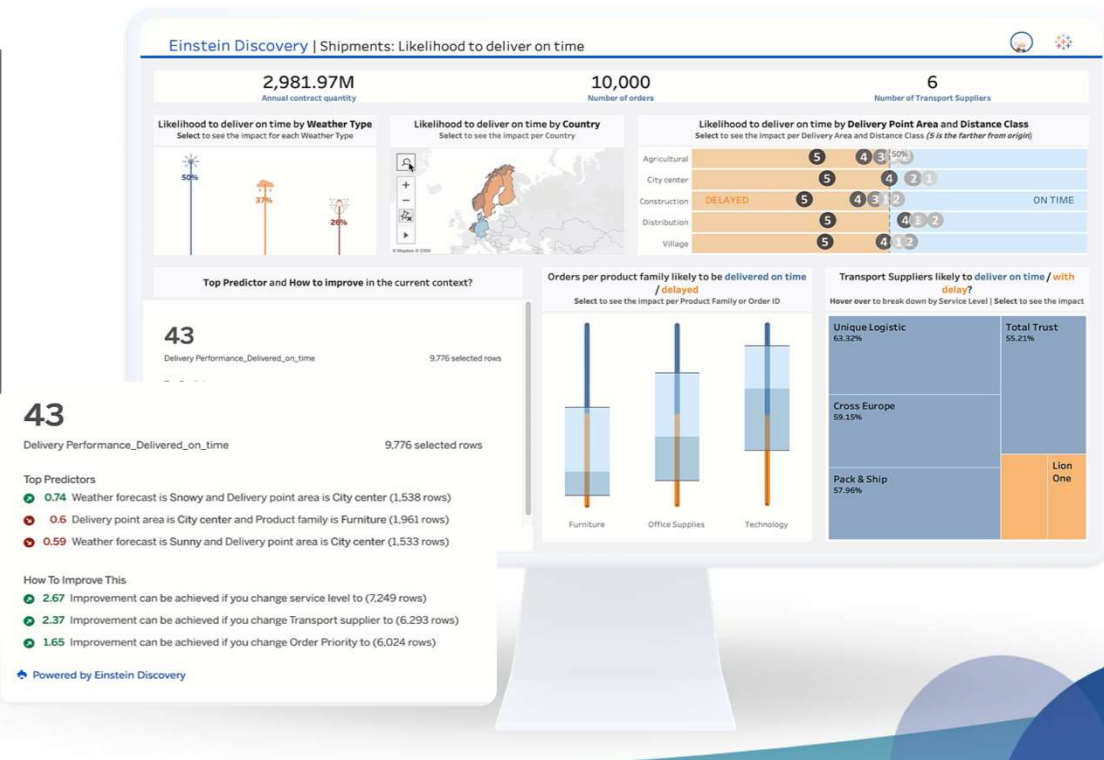 Einstein Discovery | Shipments: Likelihood to deliver on time
2,981.97M
Annual contract quantity
10,000
Number of orders
6
Number of Transport Suppliers
Likelihood to deliver on time by Weather Type
Select to see the impact for each Weather Type
50%
37%
26%
Likelihood to deliver on time by Country
Select to see the impact per Country
+
−
© Mapbox © OSM
Likelihood to deliver on time by Delivery Point Area and Distance Class
Select to see the impact per Delivery Area and Distance Class (5 is the farther from origin)
50%
Agricultural 5 4 3
City center 5 4 2 1
Construction DELAYED 5 4 3 1 2 ON TIME
Distribution 5 4 3 2
Village 5 4 1 2
Top Predictor and How to improve in the current context?
43
Delivery Performance_Delivered_on_time 9,776 selected rows
Orders per product family likely to be delivered on time
/ delayed
Select to see the impact per Product Family or Order ID
Furniture Office Supplies Technology
Transport Suppliers likely to deliver on time / with
delay?
Hover over to break down by Service Level | Select to see the impact
Unique Logistic
63.32%
Total Trust
55.21%
Cross Europe
59.15%
Pack & Ship
57.96%
Lion
One
43
Delivery Performance_Delivered_on_time 9,776 selected rows
Top Predictors
0.74 Weather forecast is Snowy and Delivery point area is City center (1,538 rows)
0.6 Delivery point area is City center and Product family is Furniture (1,961 rows)
0.59 Weather forecast is Sunny and Delivery point area is City center (1,533 rows)
How To Improve This
2.67 Improvement can be achieved if you change service level to (7,249 rows)
2.37 Improvement can be achieved if you change Transport supplier to (6,293 rows)
1.65 Improvement can be achieved if you change Order Priority to (6,024 rows)
Powered by Einstein Discovery